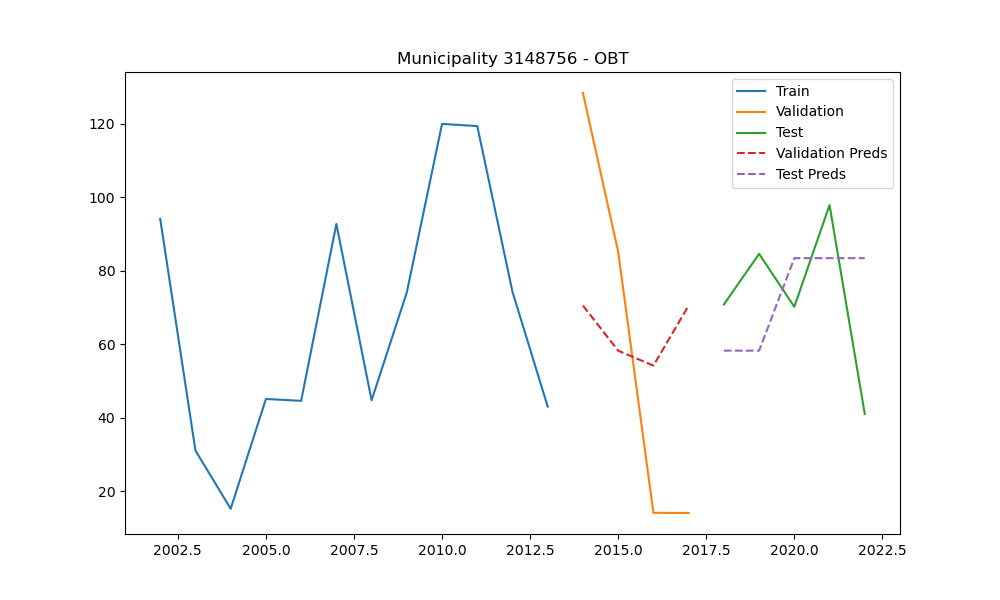 Municipality 3148756 - OBT
Train
Validation
Test
Validation Preds
Test Preds
120
100
80
60
40
20
2002.5 2005.0 2007.5 2010.0 2012.5 2015.0 2017.5 2020.0 2022.5